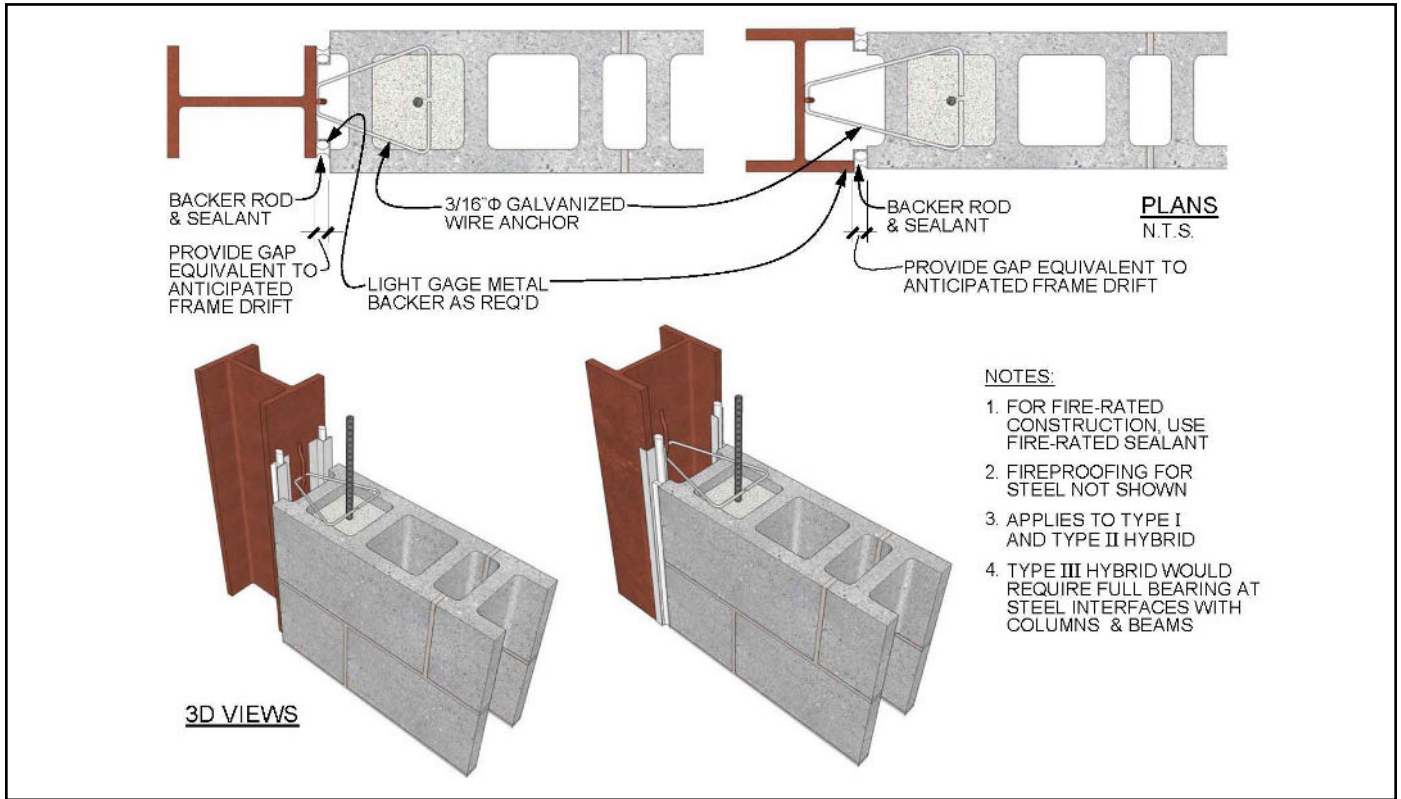 BACKER ROD
& SEALANT
PROVIDE GAP
EQUIVALENT TO
ANTICIPATED
FRAME DRIFT
3/16"Φ GALVANIZED
WIRE ANCHOR
LIGHT GAGE METAL
BACKER AS REQ'D
BACKER ROD
& SEALANT
PROVIDE GAP EQUIVALENT TO
ANTICIPATED FRAME DRIFT
PLANS
N.T.S.
NOTES:
1. FOR FIRE-RATED
CONSTRUCTION, USE
FIRE-RATED SEALANT
2. FIREPROOFING FOR
STEEL NOT SHOWN
3. APPLIES TO TYPE I
AND TYPE II HYBRID
4. TYPE III HYBRID WOULD
REQUIRE FULL BEARING AT
STEEL INTERFACES WITH
COLUMNS & BEAMS
3D VIEWS